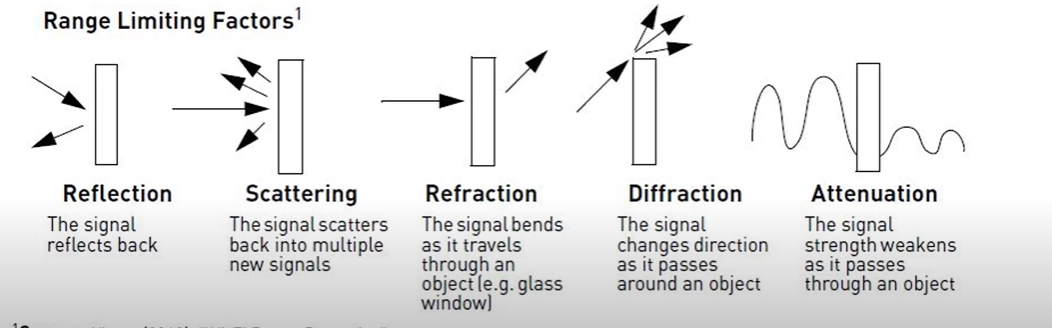 Range Limiting Factors¹
Reflection
The signal
reflects back
Scattering
The signal scatters
back into multiple
new signals
Refraction
The signal bends
as it travels
through an
object (e.g. glass
window)
Diffraction
The signal
changes direction
as it passes
around an object
Attenuation
The signal
strength weakens
as it passes
through an object